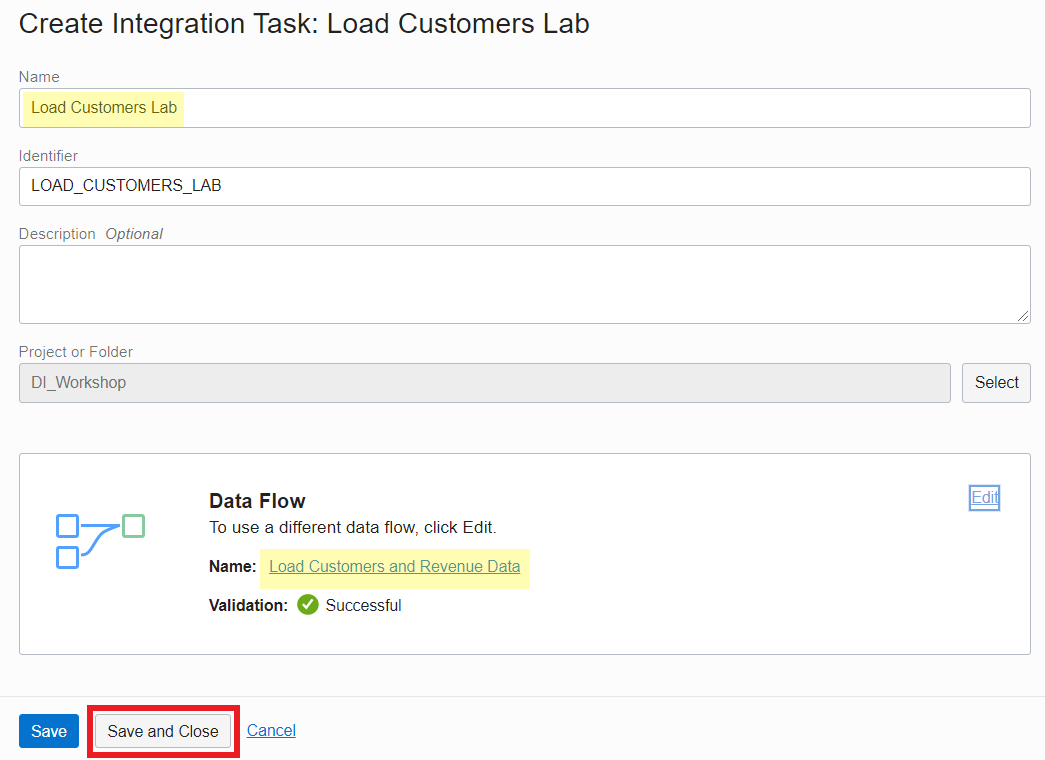 Create Integration Task: Load Customers Lab
Name
Load Customers Lab
Identifier
LOAD_CUSTOMERS_LAB
Description Optional
Project or Folder
DI_Workshop
Select
Data Flow
Edit
To use a different data flow, click Edit.
Name: Load Customers and Revenue Data
Validation: Successful
Save
Save and Close
Cancel